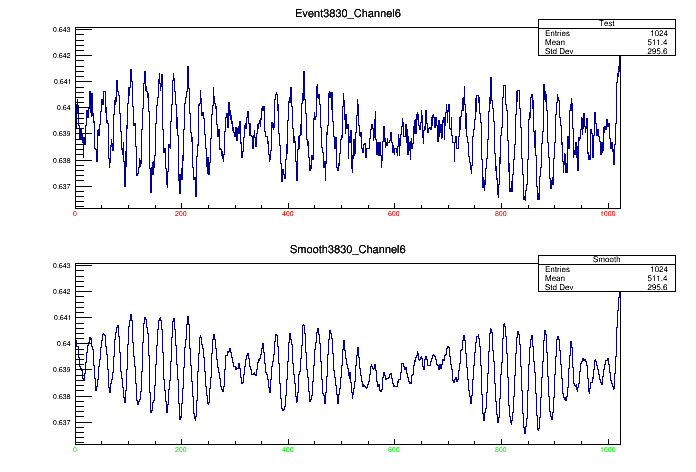 Event3830_Channel6
Test
Entries 1024
Mean 511.4
Std Dev 295.6
0.643
0.642
0.641
0.64
0.639
0.638
0.637
0 200 400 600 800 1000
Smooth3830_Channel6
Smooth
Entries 1024
Mean 511.4
Std Dev 295.6
0.643
0.642
0.641
0.64
0.639
0.638
0.637
0 200 400 600 800 1000